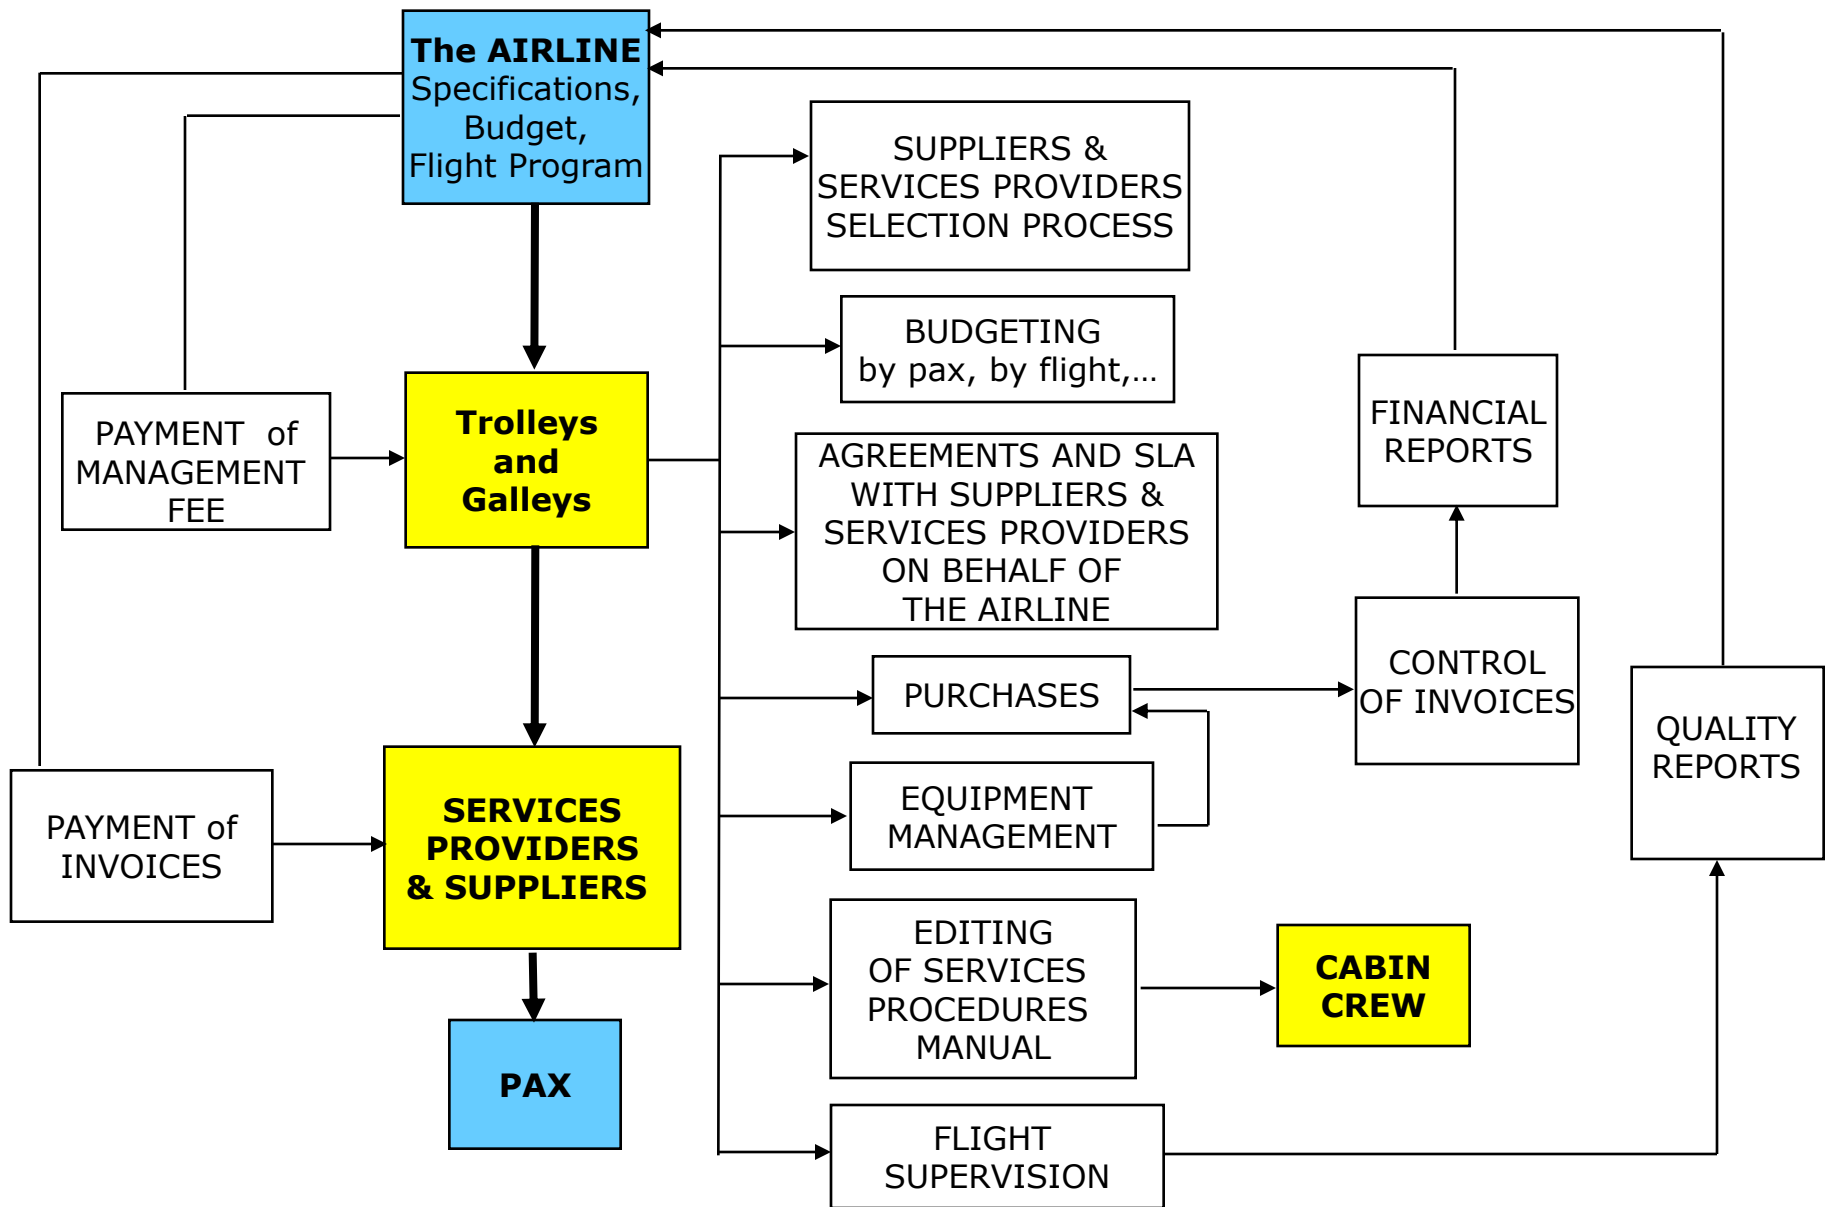 The AIRLINE
Specifications,
Budget,
Flight Program
SUPPLIERS &
SERVICES PROVIDERS
SELECTION PROCESS
BUDGETING
by pax, by flight,…
PAYMENT of
MANAGEMENT
FEE
Trolleys
and
Galleys
AGREEMENTS AND SLA
WITH SUPPLIERS &
SERVICES PROVIDERS
ON BEHALF OF
THE AIRLINE
FINANCIAL
REPORTS
PURCHASES
CONTROL
OF INVOICES
QUALITY
REPORTS
PAYMENT of
INVOICES
SERVICES
PROVIDERS
& SUPPLIERS
EQUIPMENT
MANAGEMENT
EDITING
OF SERVICES
PROCEDURES
MANUAL
CABIN
CREW
PAX
FLIGHT
SUPERVISION